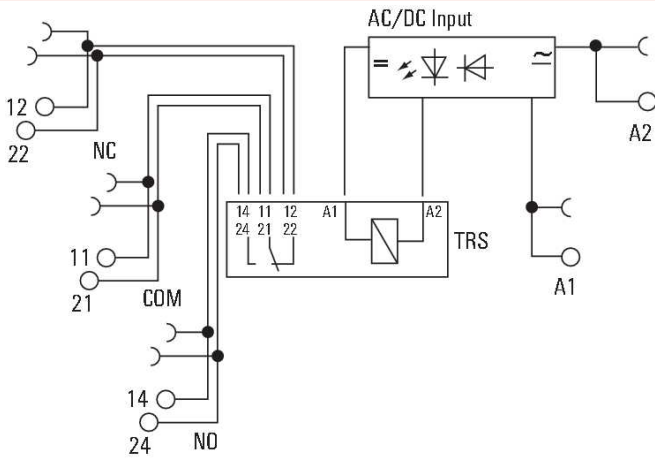 AC/DC Input
=
≃
12
22
NC
A2
14 11 12 A1 A2
24 21 22
TRS
11
21
COM
A1
14
24
NO